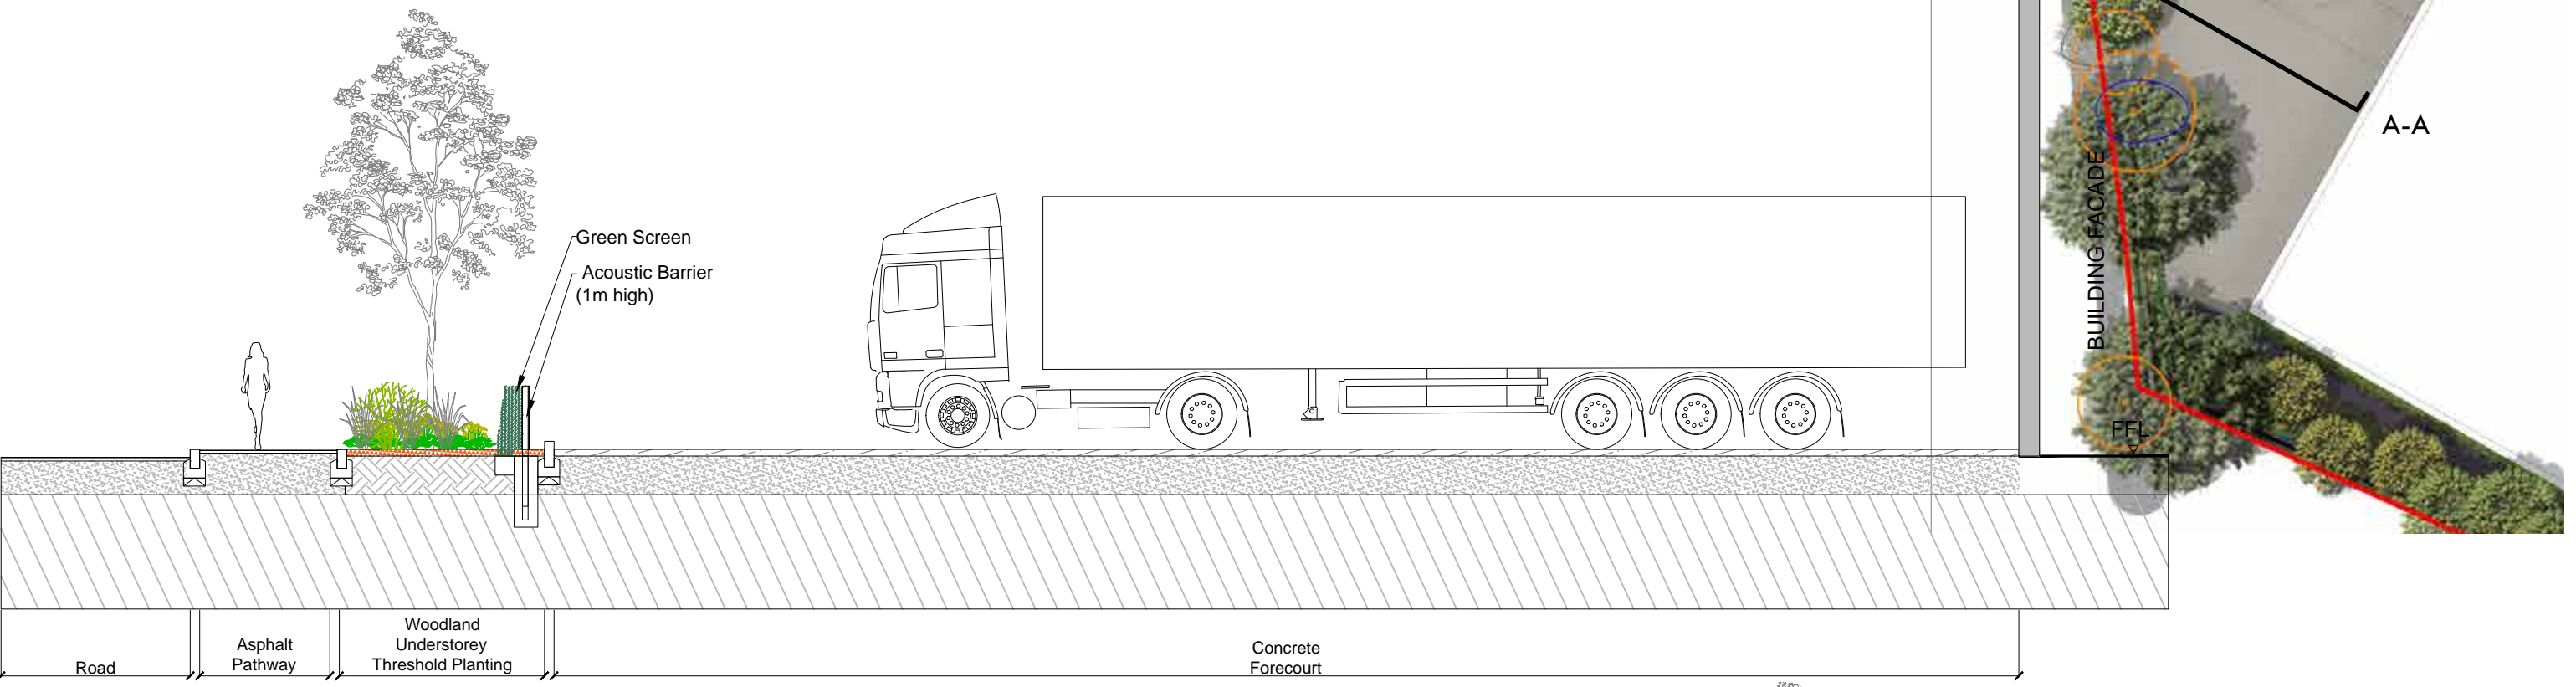 A-A
BUILDING FACADE
Green Screen
Acoustic Barrier
(1m high)
FFL
Road
Asphalt
Pathway
Woodland
Understorey
Threshold Planting
Concrete
Forecourt